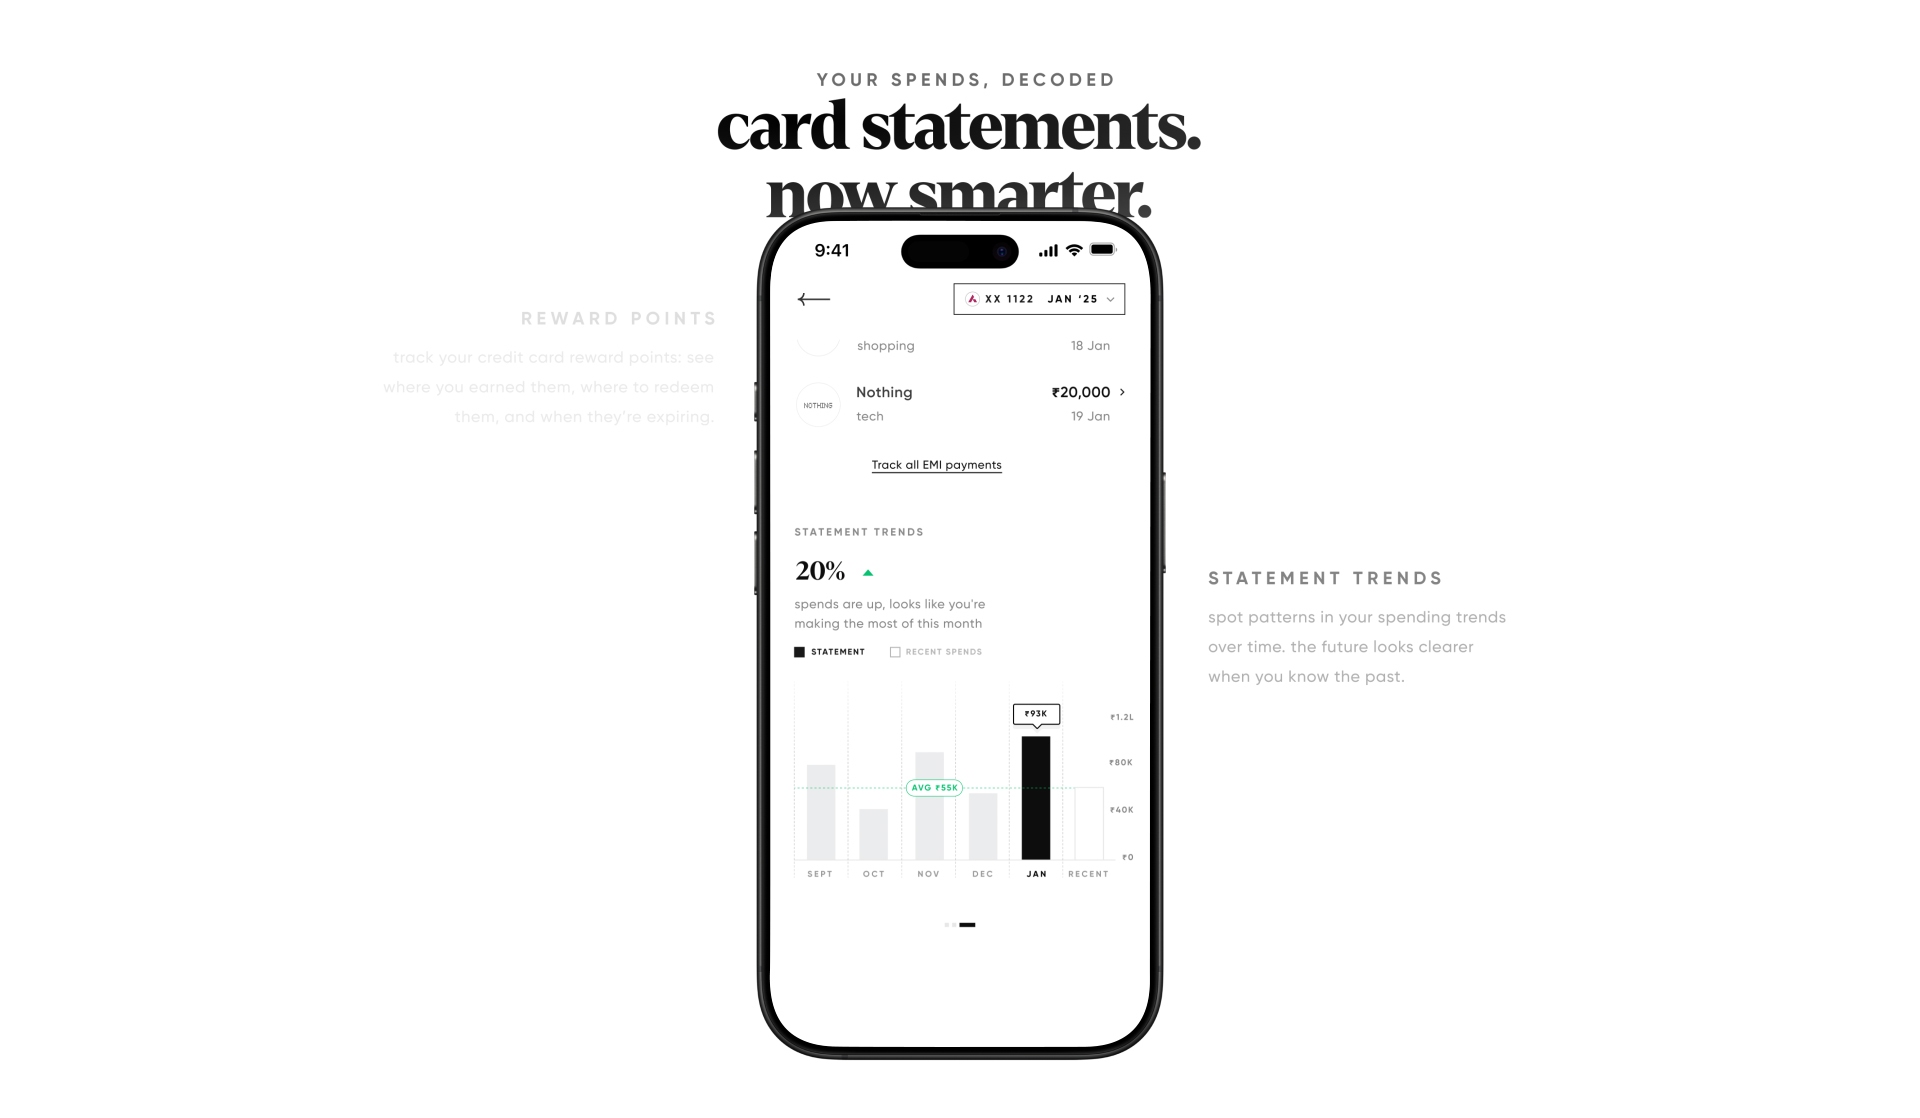 YOUR SPENDS, DECODED
card statements.
now smarter.
9:41
XX 1122 JAN ‘25
REWARD POINTS
track your credit card reward points: see
where you earned them, where to redeem
them, and when they’re expiring.
shopping 18 Jan
NOTHING
Nothing ₹20,000
tech 19 Jan
Track all EMI payments
STATEMENT TRENDS
20%
spends are up, looks like you're
making the most of this month
STATEMENT RECENT SPENDS
₹93K
₹1.2L
₹80K
AVG ₹55K
₹40K
₹0
SEPT OCT NOV DEC JAN RECENT
STATEMENT TRENDS
spot patterns in your spending trends
over time. the future looks clearer
when you know the past.